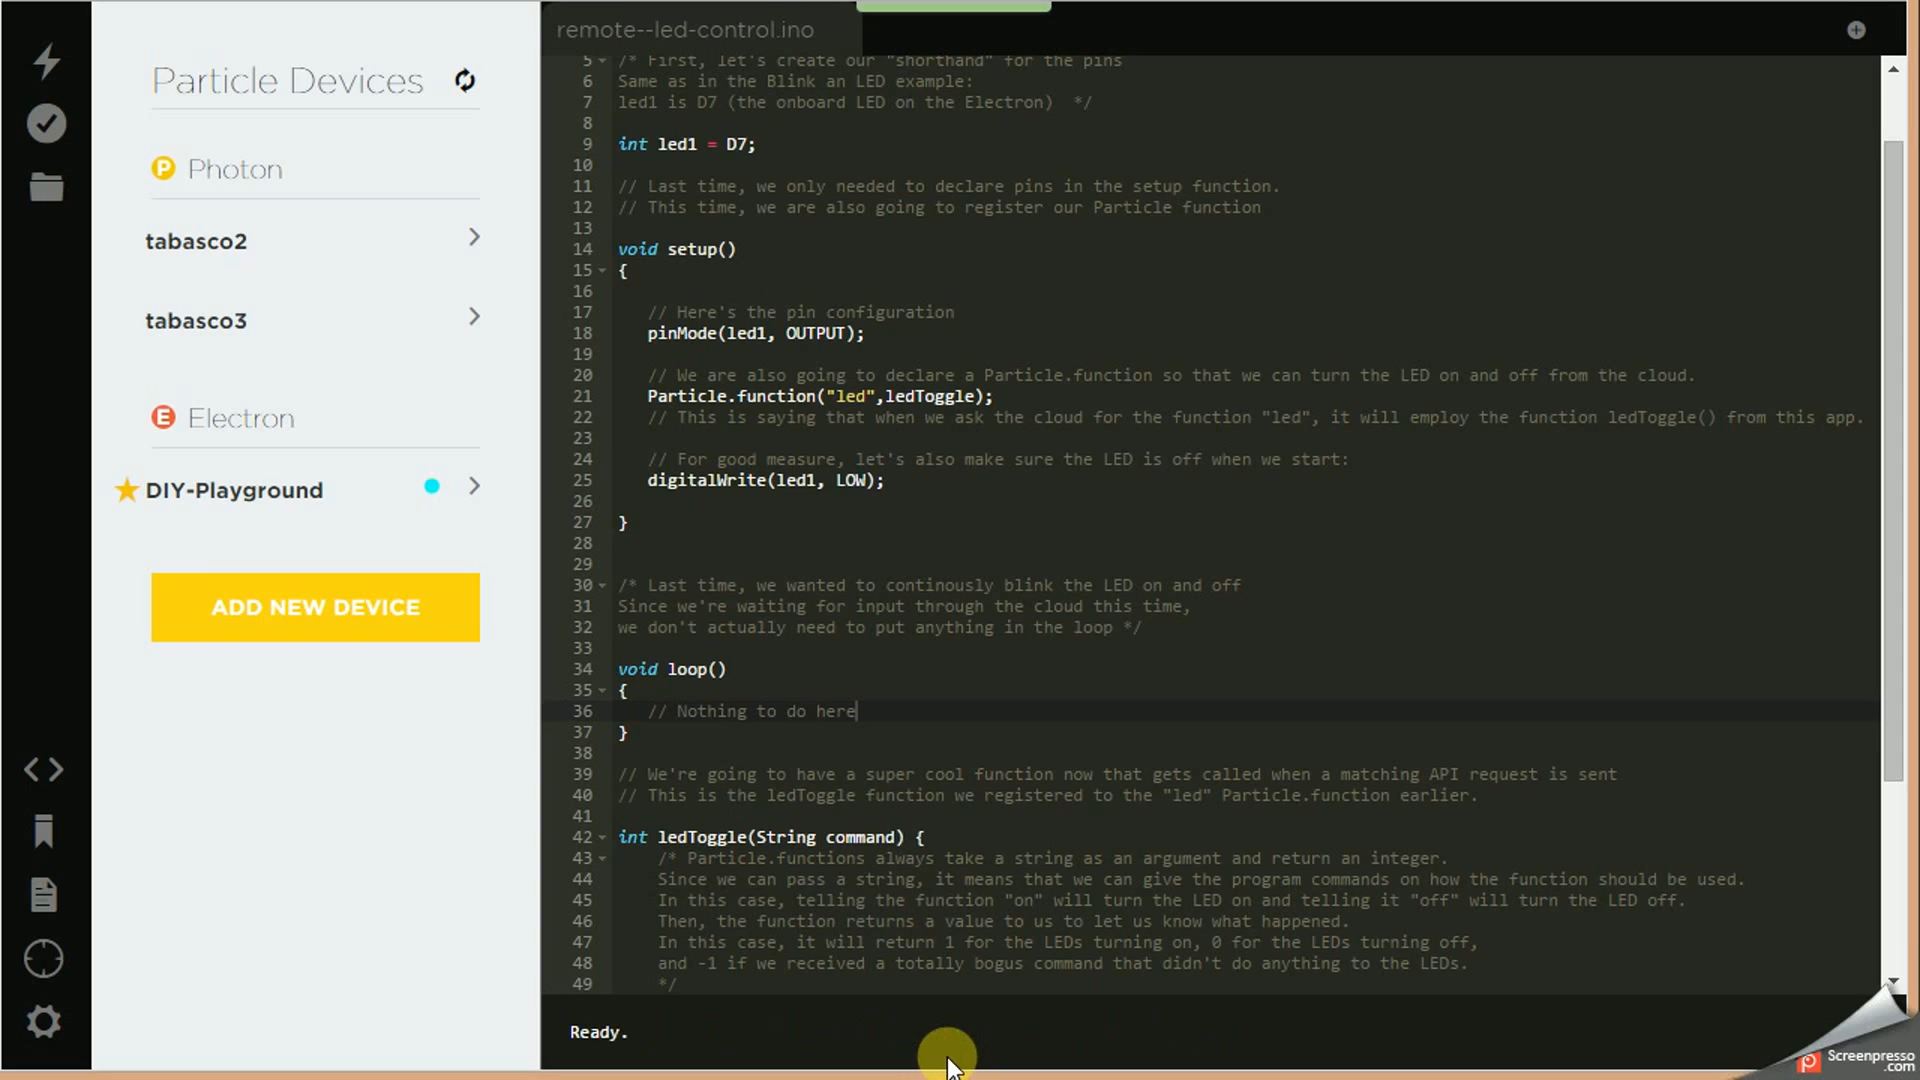 Particle Devices
P Photon
tabasco2
tabasco3
E Electron
DIY-Playground
ADD NEW DEVICE
remote--led-control.ino
5 /* First, let's create our "shorthand" for the pins
6 Same as in the Blink an LED example:
7 led1 is D7 (the onboard LED on the Electron)  */
8
9 int led1 = D7;
10
11 // Last time, we only needed to declare pins in the setup function.
12 // This time, we are also going to register our Particle function
13
14 void setup()
15 {
16
17 // Here's the pin configuration
18 pinMode(led1, OUTPUT);
19
20 // We are also going to declare a Particle.function so that we can turn the LED on and off from the cloud.
21 Particle.function("led",ledToggle);
22 // This is saying that when we ask the cloud for the function "led", it will employ the function ledToggle() from this app.
23
24 // For good measure, let's also make sure the LED is off when we start:
25 digitalWrite(led1, LOW);
26
27 }
28
29
30 /* Last time, we wanted to continously blink the LED on and off
31 Since we're waiting for input through the cloud this time,
32 we don't actually need to put anything in the loop */
33
34 void loop()
35 {
36 // Nothing to do here
37 }
38
39 // We're going to have a super cool function now that gets called when a matching API request is sent
40 // This is the ledToggle function we registered to the "led" Particle.function earlier.
41
42 int ledToggle(String command) {
43 /* Particle.functions always take a string as an argument and return an integer.
44 Since we can pass a string, it means that we can give the program commands on how the function should be used.
45 In this case, telling the function "on" will turn the LED on and telling it "off" will turn the LED off.
46 Then, the function returns a value to us to let us know what happened.
47 In this case, it will return 1 for the LEDs turning on, 0 for the LEDs turning off,
48 and -1 if we received a totally bogus command that didn't do anything to the LEDs.
49 */
Ready.
Screenpresso
.com